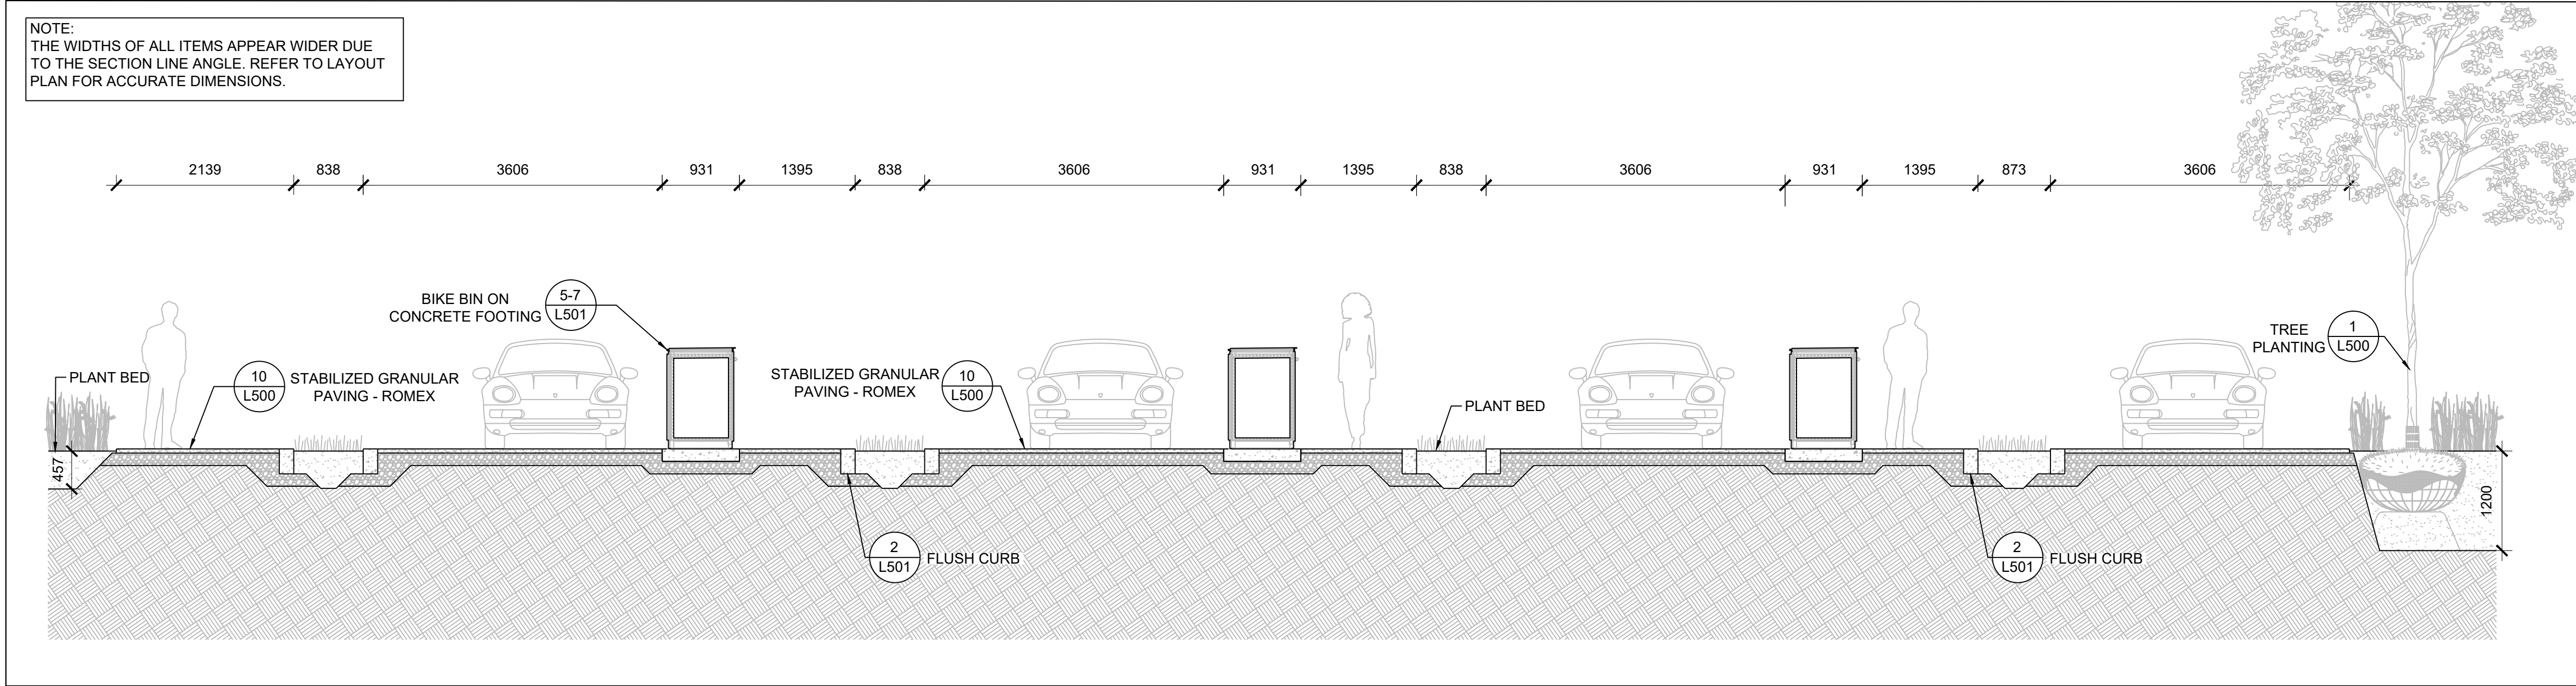 NOTE:
THE WIDTHS OF ALL ITEMS APPEAR WIDER DUE
TO THE SECTION LINE ANGLE. REFER TO LAYOUT
PLAN FOR ACCURATE DIMENSIONS.
2139
838
3606
931
1395
838
3606
931
1395
838
3606
931
1395
873
3606
BIKE BIN ON
CONCRETE FOOTING
5-7
L501
PLANT BED
10
L500
STABILIZED GRANULAR
PAVING - ROMEX
STABILIZED GRANULAR
PAVING - ROMEX
10
L500
PLANT BED
TREE
PLANTING
1
L500
457
1200
2
L501
FLUSH CURB
2
L501
FLUSH CURB